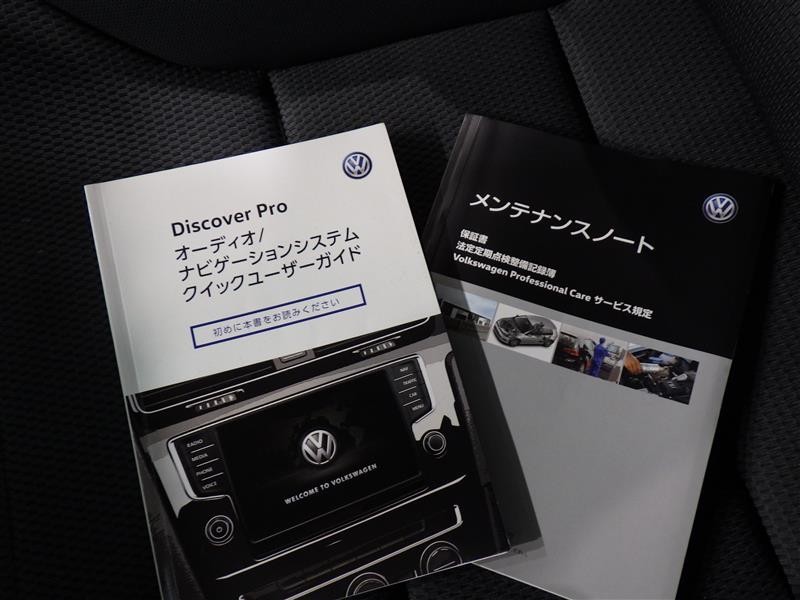 Discover Pro
オーディオ/
ナビゲーションシステム
クイックユーザーガイド
初めに本書をお読みください
RADIO
MEDIA
PHONE
VOICE
NAV
TRAFFIC
CAR
MENU
WELCOME TO VOLKSWAGEN
メンテナンスノート
保証書
法定定期点検整備記録簿
Volkswagen Professional Care サービス規定